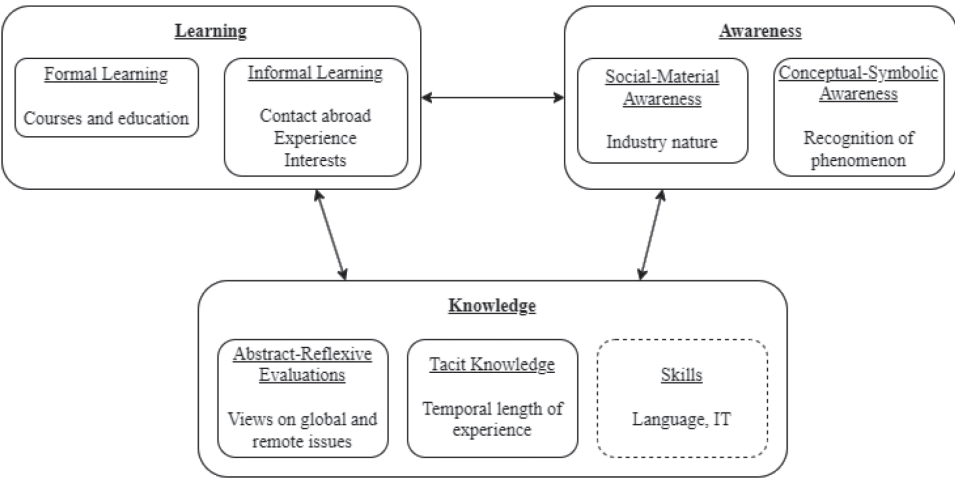 Learning
Formal Learning
Courses and education
Informal Learning
Contact abroad
Experience
Interests
Awareness
Social-Material
Awareness
Industry nature
Conceptual-Symbolic
Awareness
Recognition of
phenomenon
Knowledge
Abstract-Reflexive
Evaluations
Views on global and
remote issues
Tacit Knowledge
Temporal length of
experience
Skills
Language, IT